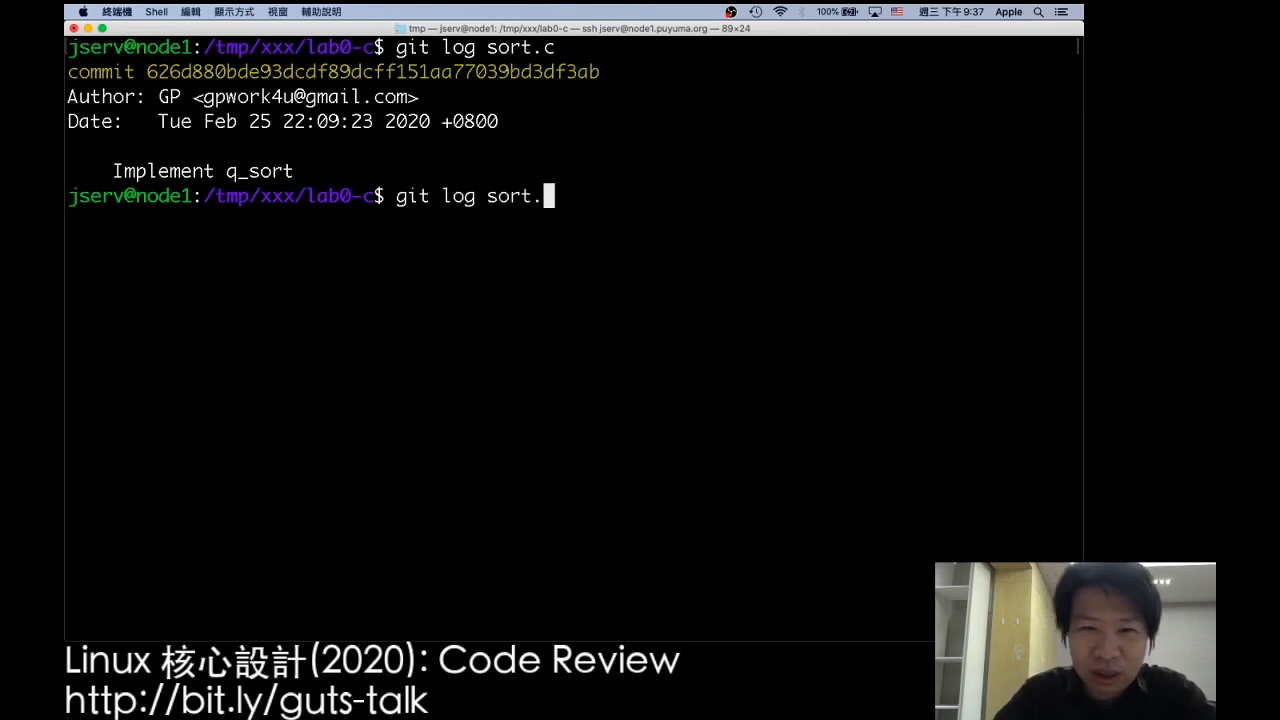 終端機 Shell 編輯 顯示方式 視窗 輔助說明 100% 週三下午9:37 Apple
tmp — jserv@node1: /tmp/xxx/lab0-c — ssh jserv@node1.puyuma.org — 89×24
jserv@node1:/tmp/xxx/lab0-c$ git log sort.c
commit 626d880bde93dcdf89dcff151aa77039bd3df3ab
Author: GP <gpwork4u@gmail.com>
Date:   Tue Feb 25 22:09:23 2020 +0800
    Implement q_sort
jserv@node1:/tmp/xxx/lab0-c$ git log sort.
Linux 核心設計(2020): Code Review
http://bit.ly/guts-talk